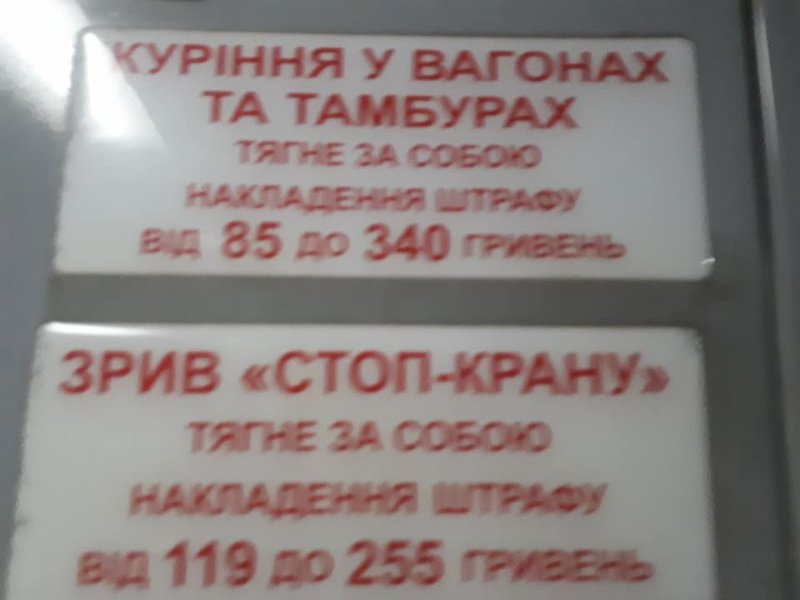 КУРІННЯ У ВАГОНАХ
ТА ТАМБУРАХ
ТЯГНЕ ЗА СОБОЮ
НАКЛАДЕННЯ ШТРАФУ
ВІД 85 ДО 340 ГРИВЕНЬ
ЗРИВ «СТОП-КРАНУ»
ТЯГНЕ ЗА СОБОЮ
НАКЛАДЕННЯ ШТРАФУ
ВІД 119 ДО 255 ГРИВЕНЬ